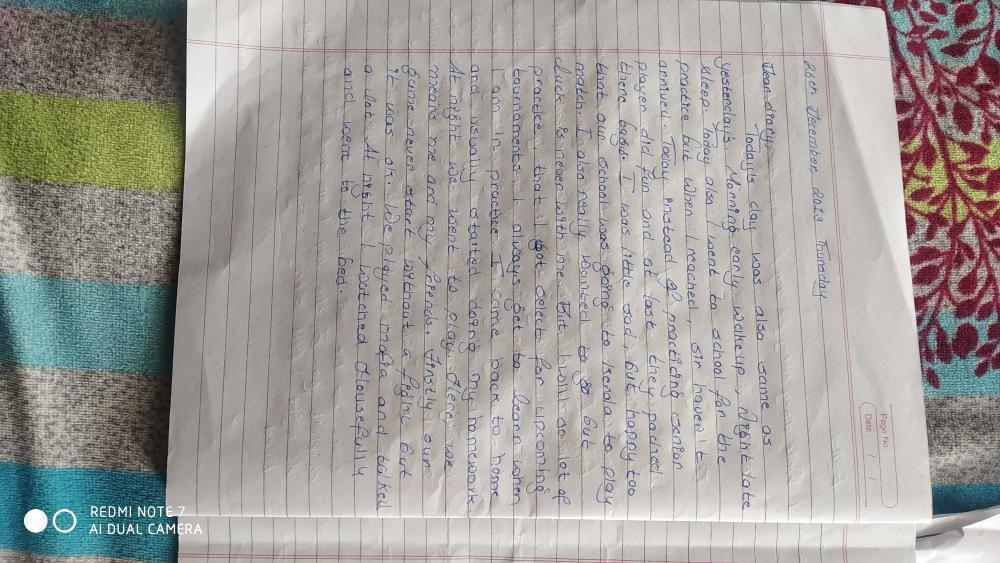 Page No.
Date / /
26th December 2019 Thursday
Dear diary,
Today's day was also same as
yesterday's. Morning early wakeup, Night late
sleep. Today also I went to school for the
practice but when I reached, sir haven't
arrived. Today instead of practicing senior
player did fun and at last they packed
there bags. I was little sad, but happy too
that our school was going to Kerala to play
match. I also really wanted to go but
luck is never with me. But I will do lot of
practice that I got select for upcoming
tournaments. I always get to learn when
I am in practice. I came back to home
and usually started doing my homework.
At night we went to play. Here, we
means me and my friends. Firstly our
game never start without a fight but
it was ok. We played mafia and talked
a lot. At night I watched Housefull4
and went to the bed.
REDMI NOTE 7
AI DUAL CAMERA